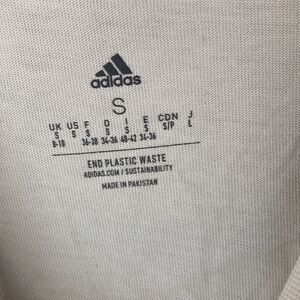 adidas
S
UK US F D I E CDN J
S S S S S S S/P L
8-10 36-38 34-36 40-42 34-36
END PLASTIC WASTE
ADIDAS.COM / SUSTAINABILITY
MADE IN PAKISTAN